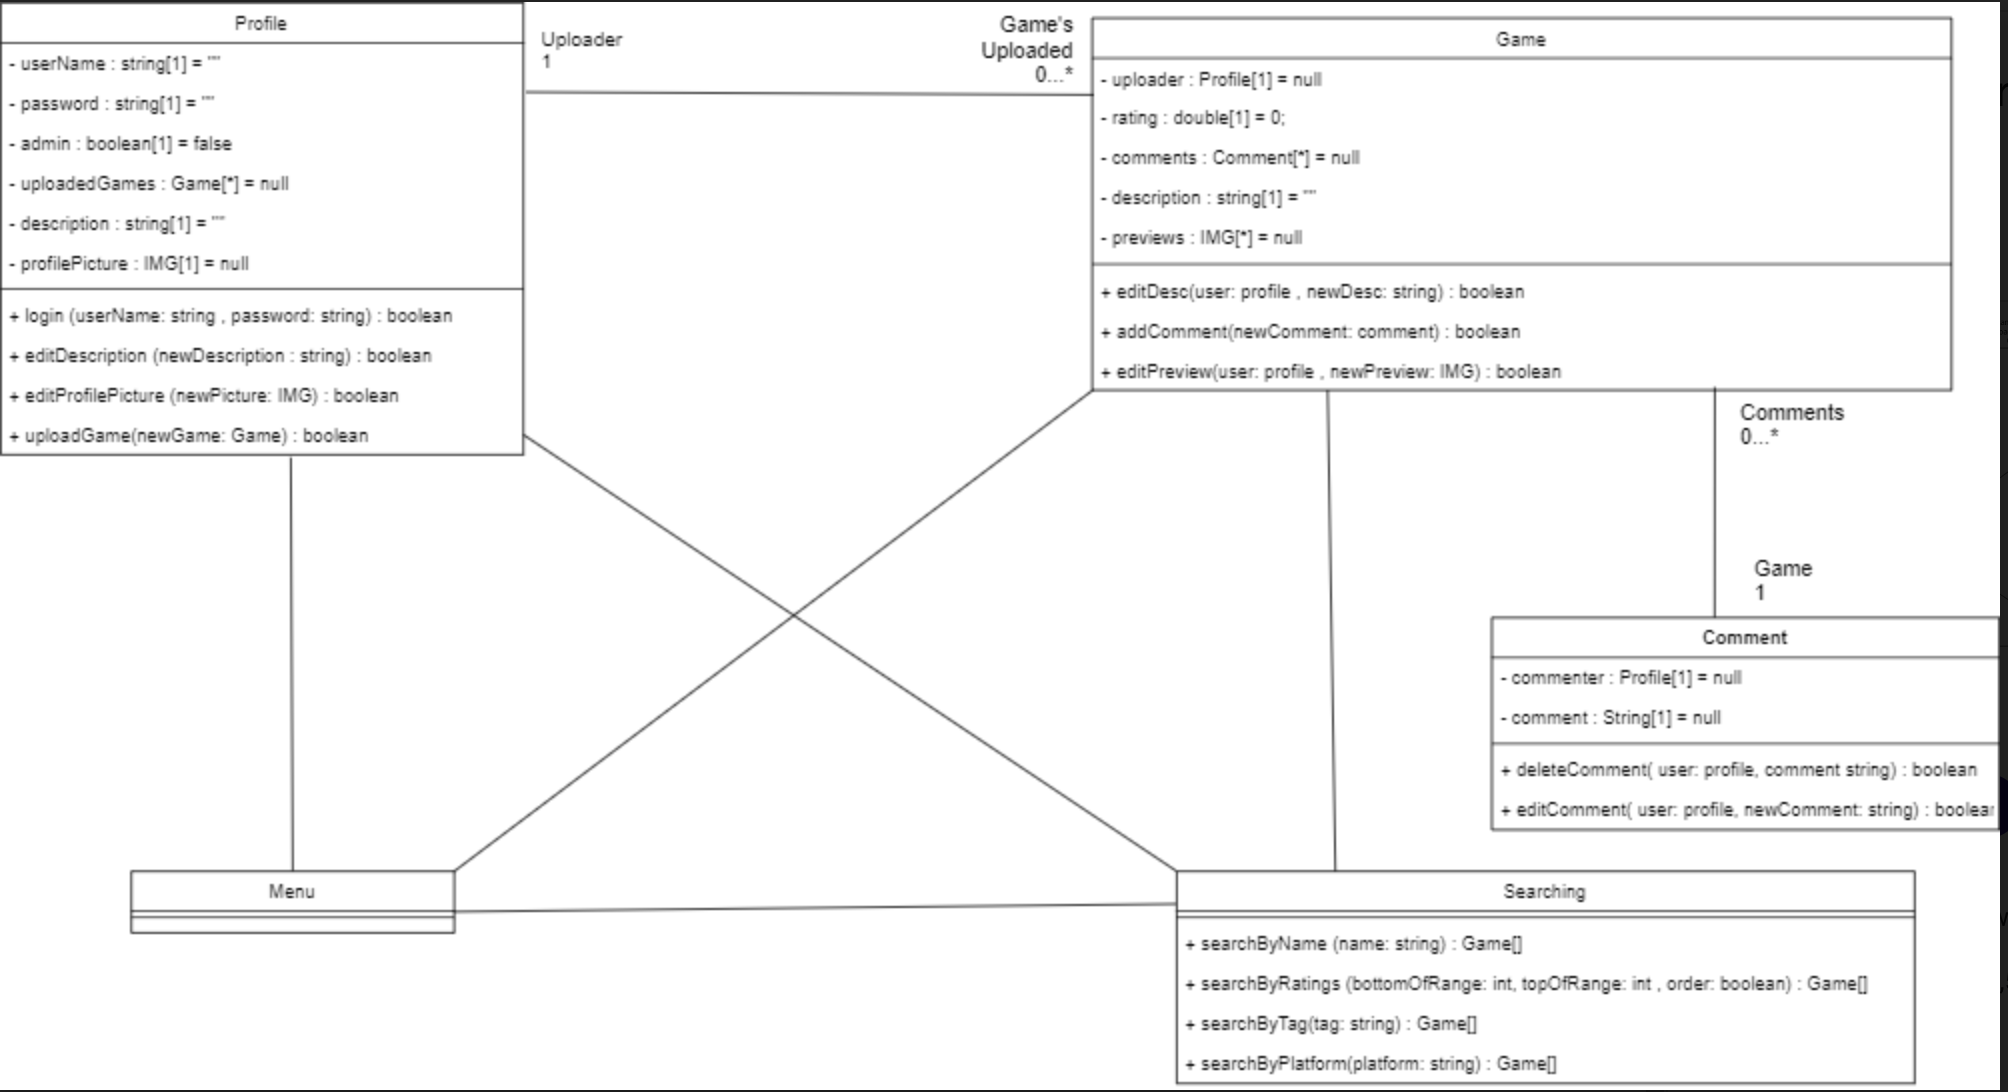 Profile
- userName : string[1] = ""
- password : string[1] = ""
- admin : boolean[1] = false
- uploadedGames : Game[*] = null
- description : string[1] = ""
- profilePicture : IMG[1] = null
+ login (userName: string , password: string) : boolean
+ editDescription (newDescription : string) : boolean
+ editProfilePicture (newPicture: IMG) : boolean
+ uploadGame(newGame: Game) : boolean
Uploader
1
Game's
Uploaded
0...*
Game
- uploader : Profile[1] = null
- rating : double[1] = 0;
- comments : Comment[*] = null
- description : string[1] = ""
- previews : IMG[*] = null
+ editDesc(user: profile , newDesc: string) : boolean
+ addComment(newComment: comment) : boolean
+ editPreview(user: profile , newPreview: IMG) : boolean
Comments
0...*
Game
1
Comment
- commenter : Profile[1] = null
- comment : String[1] = null
+ deleteComment( user: profile, comment string) : boolean
+ editComment( user: profile, newComment: string) : boolear
Menu
Searching
+ searchByName (name: string) : Game[]
+ searchByRatings (bottomOfRange: int, topOfRange: int , order: boolean) : Game[]
+ searchByTag(tag: string) : Game[]
+ searchByPlatform(platform: string) : Game[]